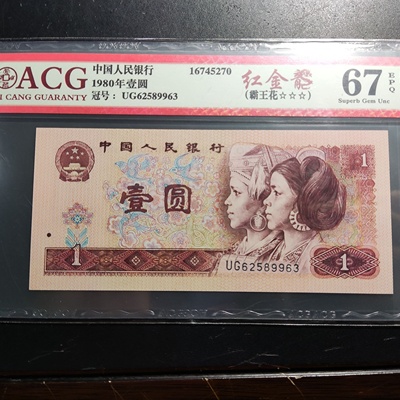 ACG
CANG GUARANTY
中国人民银行
1980年壹圆
冠号：UG62589963
16745270
红金龍
(霸王花☆☆☆)
67 EPQ
Superb Gem Unc
中国人民银行
1
壹圆
UG62589963
1
1